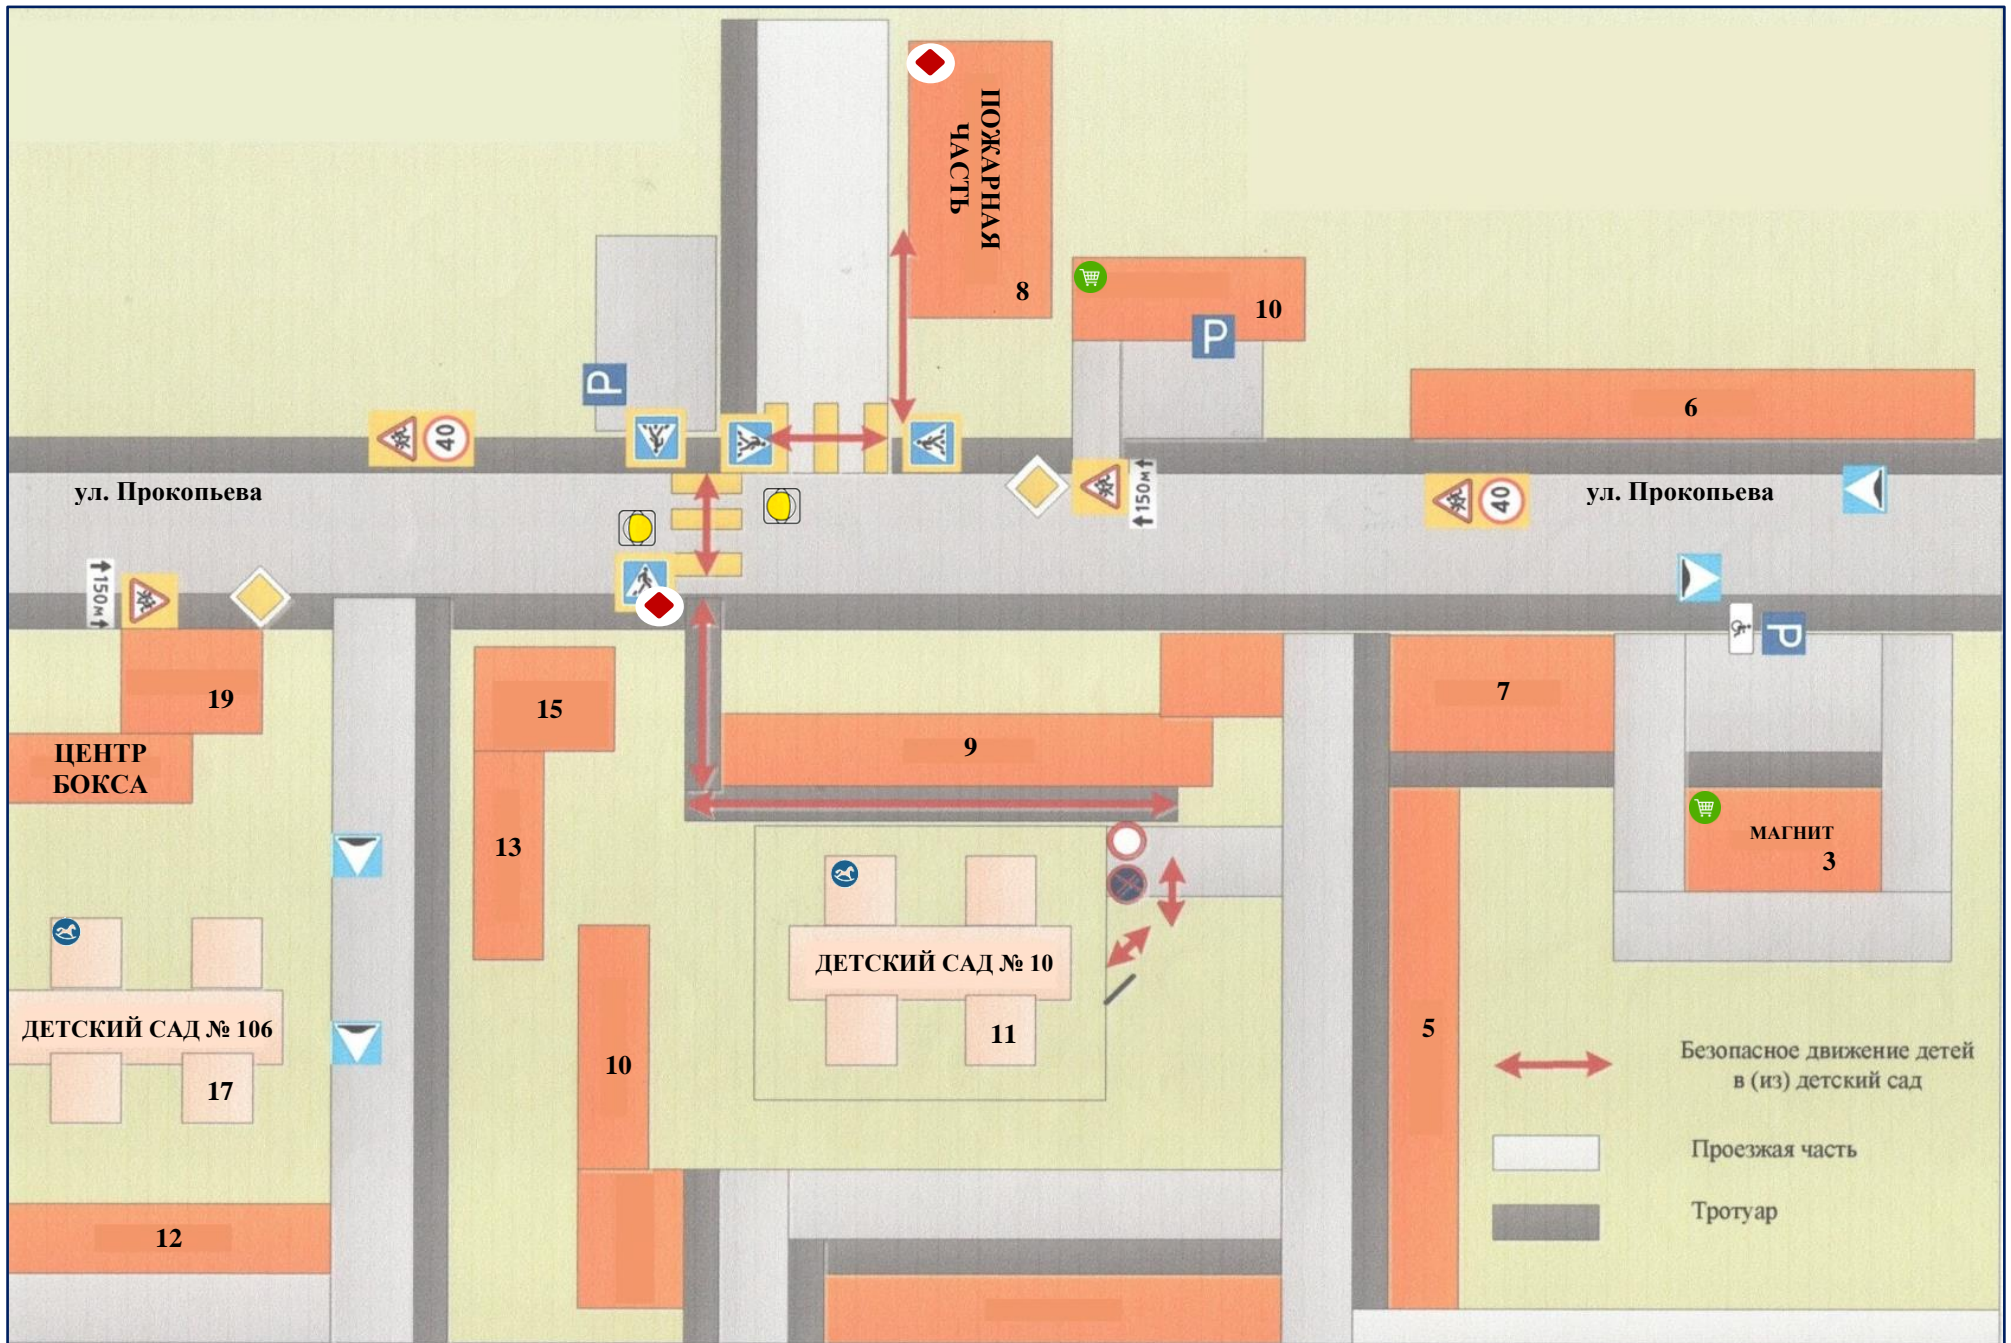 ПОЖАРНАЯ
ЧАСТЬ
8
10
P
P
6
40
ул. Прокопьева
150м
40
ул. Прокопьева
150м
P
19
15
7
9
ЦЕНТР
БОКСА
13
МАГНИТ
3
ДЕТСКИЙ САД № 10
11
ДЕТСКИЙ САД № 106
17
10
5
Безопасное движение детей
в (из) детский сад
Проезжая часть
Тротуар
12